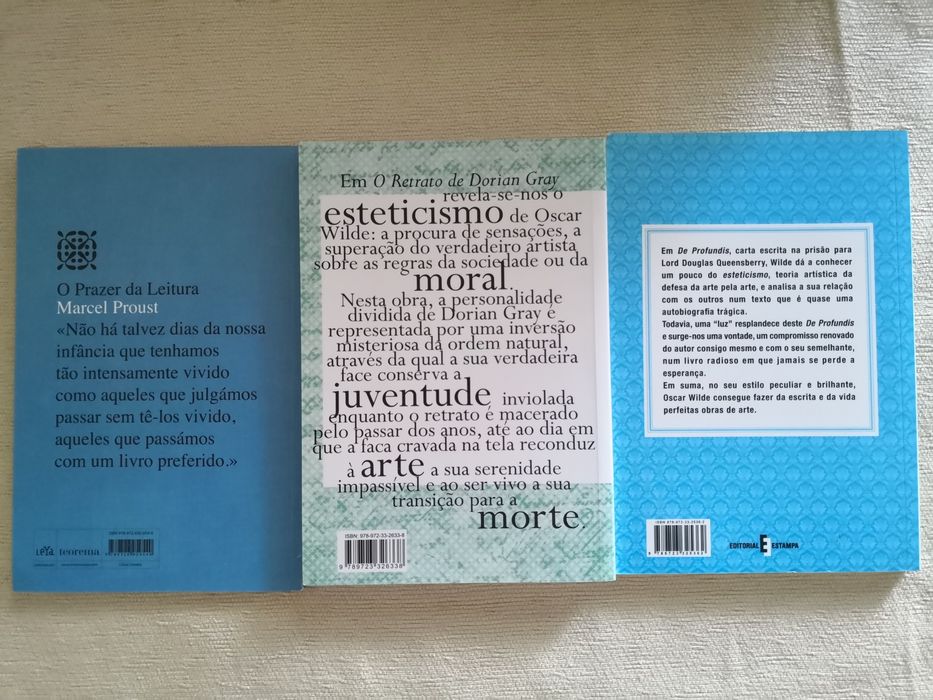 O Prazer da Leitura
Marcel Proust
«Não há talvez dias da nossa
infância que tenhamos
tão intensamente vivido
como aqueles que julgámos
passar sem tê-los vivido,
aqueles que passámos
com um livro preferido.»
LEYA teorema
Em O Retrato de Dorian Gray
revela-se-nos o
esteticismo de Oscar
Wilde: a procura de sensações, a
superação do verdadeiro artista
sobre as regras da sociedade ou da
moral.
Nesta obra, a personalidade
dividida de Dorian Gray é
representada por uma inversão
misteriosa da ordem natural,
através da qual a sua verdadeira
face conserva a
juventude inviolada
enquanto o retrato é macerado
pelo passar dos anos, até ao dia em
que a faca cravada na tela reconduz
à arte a sua serenidade
impassível e ao ser vivo a sua
transição para a
morte.
ISBN: 978-972-33-2633-8
9 789723 326338
Em De Profundis, carta escrita na prisão para
Lord Douglas Queensberry, Wilde dá a conhecer
um pouco do esteticismo, teoria artística da
defesa da arte pela arte, e analisa a sua relação
com os outros num texto que é quase uma
autobiografia trágica.
Todavia, uma "luz" resplandece deste De Profundis
e surge-nos uma vontade, um compromisso renovado
do autor consigo mesmo e com o seu semelhante,
num livro radioso em que jamais se perde a
esperança.
Em suma, no seu estilo peculiar e brilhante,
Oscar Wilde consegue fazer da escrita e da vida
perfeitas obras de arte.
EDITORIAL E ESTAMPA